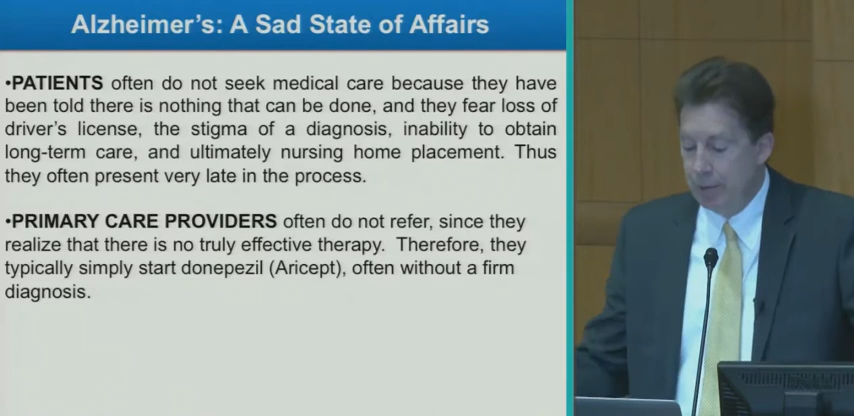 Alzheimer's: A Sad State of Affairs
•PATIENTS often do not seek medical care because they have
been told there is nothing that can be done, and they fear loss of
driver's license, the stigma of a diagnosis, inability to obtain
long-term care, and ultimately nursing home placement. Thus
they often present very late in the process.
•PRIMARY CARE PROVIDERS often do not refer, since they
realize that there is no truly effective therapy. Therefore, they
typically simply start donepezil (Aricept), often without a firm
diagnosis.